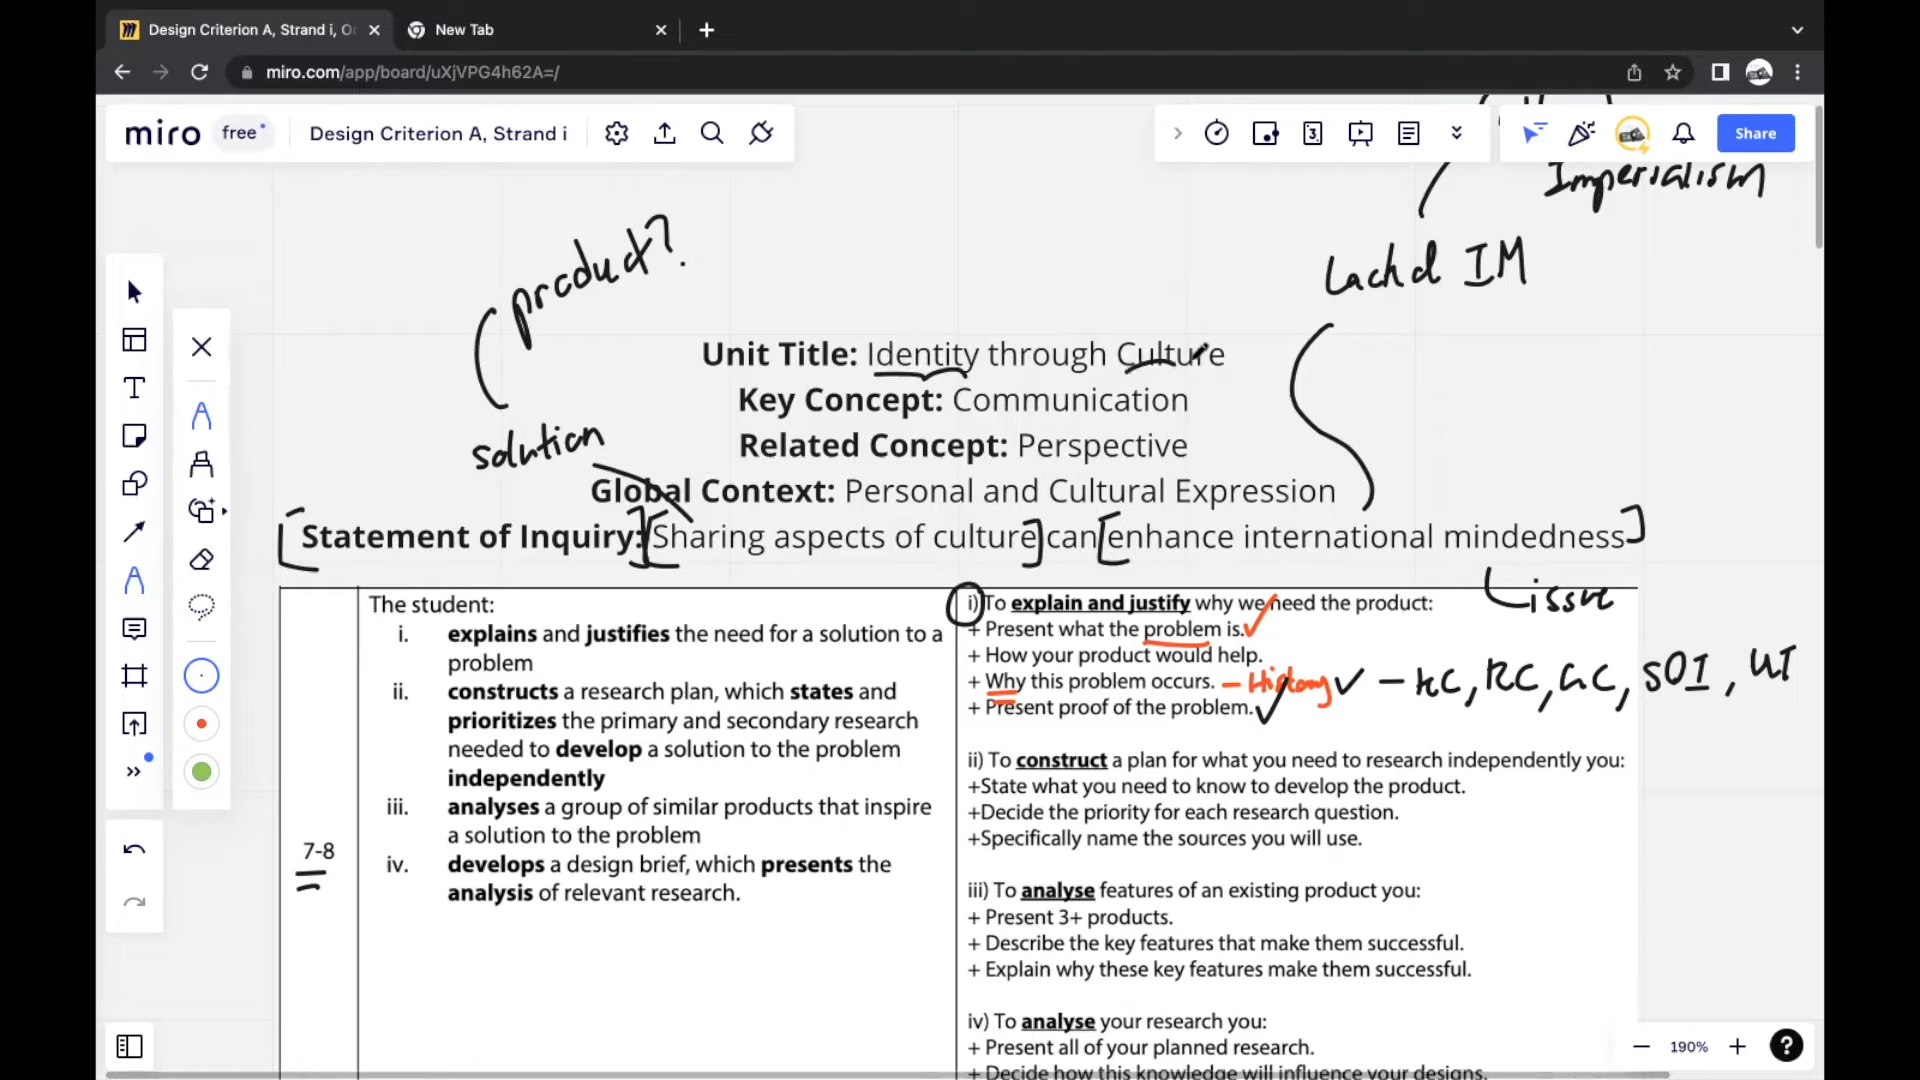 Design Criterion A, Strand i, Or
New Tab
miro.com/app/board/uXjVPG4h62A=/
miro free
Design Criterion A, Strand i
3
Share
Imperialism
product?
Lack d IM
Unit Title: Identity through Culture
Key Concept: Communication
solution
Related Concept: Perspective
Global Context: Personal and Cultural Expression
[Statement of Inquiry:] [Sharing aspects of culture] can [enhance international mindedness]
issue
7-8
The student:
i. explains and justifies the need for a solution to a
problem
ii. constructs a research plan, which states and
prioritizes the primary and secondary research
needed to develop a solution to the problem
independently
iii. analyses a group of similar products that inspire
a solution to the problem
iv. develops a design brief, which presents the
analysis of relevant research.
i) To explain and justify why we need the product:
+ Present what the problem is.
+ How your product would help.
+ Why this problem occurs. – History ✓ – KC, RC, GC, SOI, UT
+ Present proof of the problem.
ii) To construct a plan for what you need to research independently you:
+State what you need to know to develop the product.
+Decide the priority for each research question.
+Specifically name the sources you will use.
iii) To analyse features of an existing product you:
+ Present 3+ products.
+ Describe the key features that make them successful.
+ Explain why these key features make them successful.
iv) To analyse your research you:
+ Present all of your planned research.
+ Decide how this knowledge will influence your designs.
190%